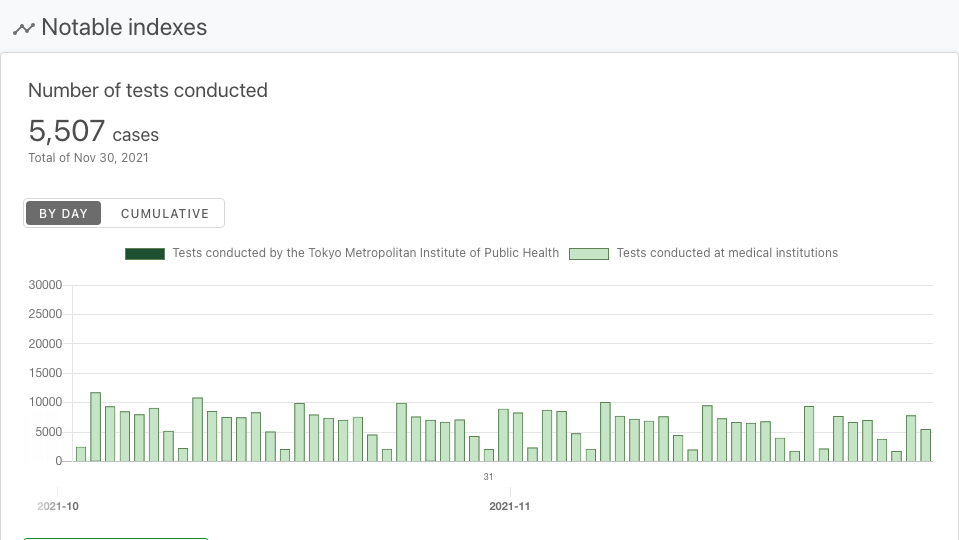 Notable indexes
Number of tests conducted
5,507 cases
Total of Nov 30, 2021
BY DAY CUMULATIVE
Tests conducted by the Tokyo Metropolitan Institute of Public Health Tests conducted at medical institutions
30000
25000
20000
15000
10000
5000
0
31
2021-10 2021-11